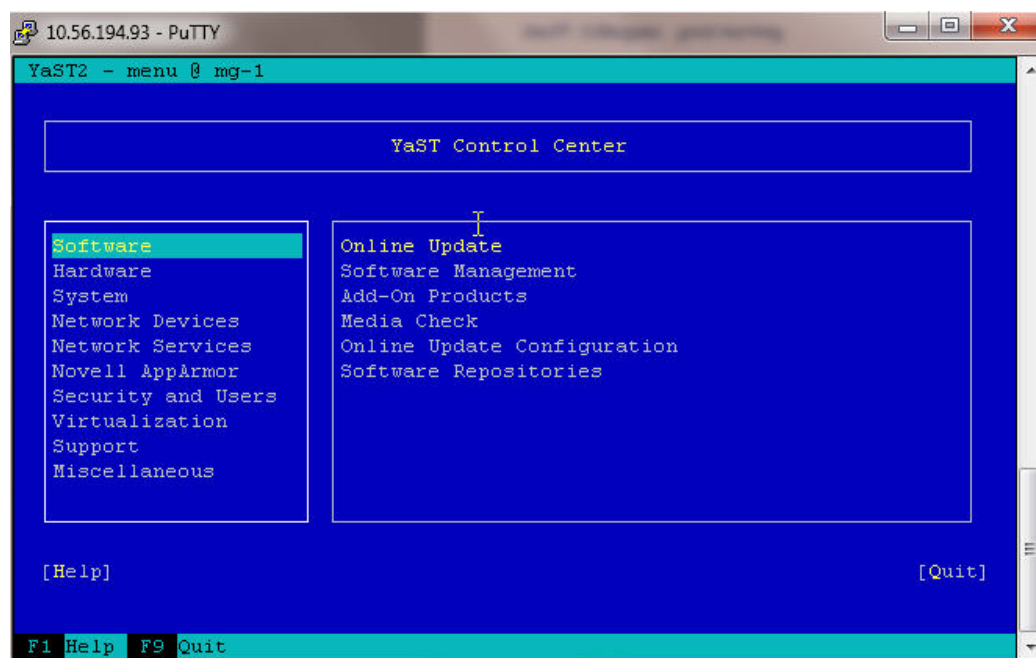 10.56.194.93 - PuTTY
YaST2 - menu @ mg-1
YaST Control Center
Software
Hardware
System
Network Devices
Network Services
Novell AppArmor
Security and Users
Virtualization
Support
Miscellaneous
Online Update
Software Management
Add-On Products
Media Check
Online Update Configuration
Software Repositories
[Help] [Quit]
F1 Help F9 Quit